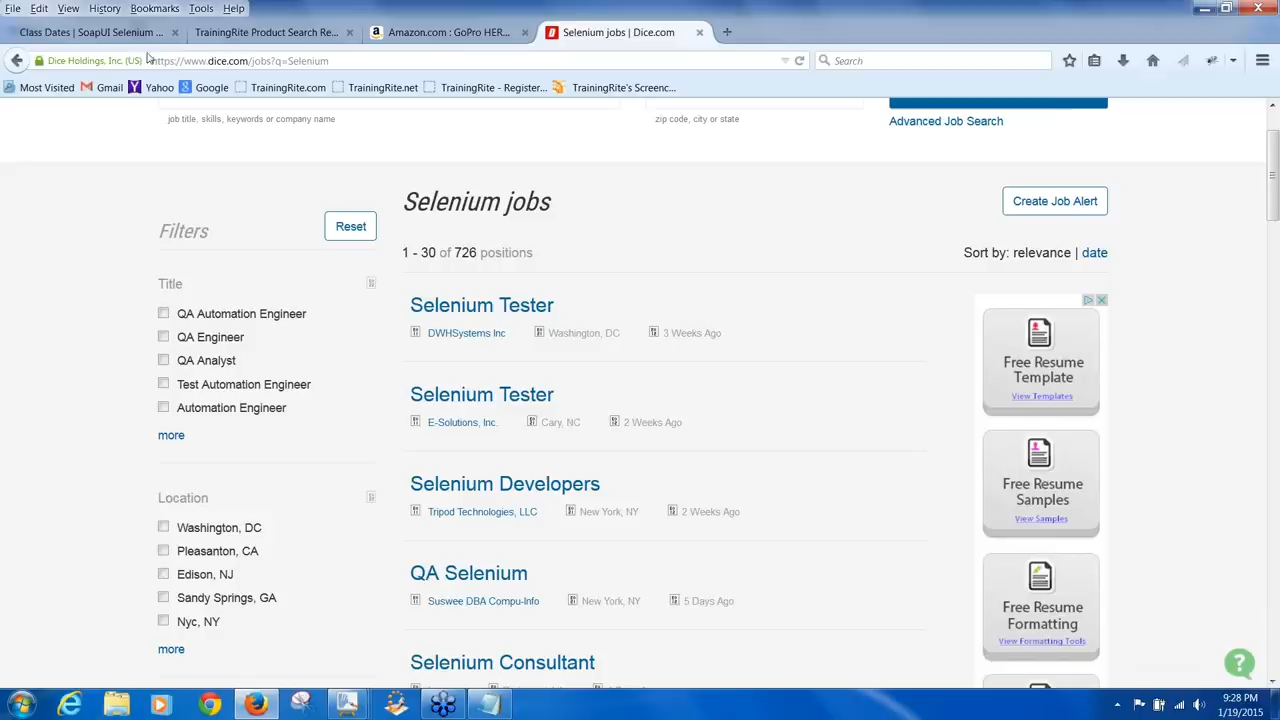 File Edit View History Bookmarks Tools Help
Class Dates | SoapUI Selenium ... TrainingRite Product Search Re... Amazon.com : GoPro HER... Selenium jobs | Dice.com
Dice Holdings, Inc. (US) https://www.dice.com/jobs?q=Selenium Search
Most Visited Gmail Yahoo Google TrainingRite.com TrainingRite.net TrainingRite - Register... TrainingRite's Screenc...
job title, skills, keywords or company name zip code, city or state Advanced Job Search
Selenium jobs Create Job Alert
Filters Reset
1 - 30 of 726 positions Sort by: relevance | date
Title
QA Automation Engineer
QA Engineer
QA Analyst
Test Automation Engineer
Automation Engineer
more
Location
Washington, DC
Pleasanton, CA
Edison, NJ
Sandy Springs, GA
Nyc, NY
more
Selenium Tester
DWHSystems Inc Washington, DC 3 Weeks Ago
Selenium Tester
E-Solutions, Inc. Cary, NC 2 Weeks Ago
Selenium Developers
Tripod Technologies, LLC New York, NY 2 Weeks Ago
QA Selenium
Suswee DBA Compu-Info New York, NY 5 Days Ago
Selenium Consultant
Free Resume
Template
View Templates
Free Resume
Samples
View Samples
Free Resume
Formatting
View Formatting Tools
9:28 PM
1/19/2015